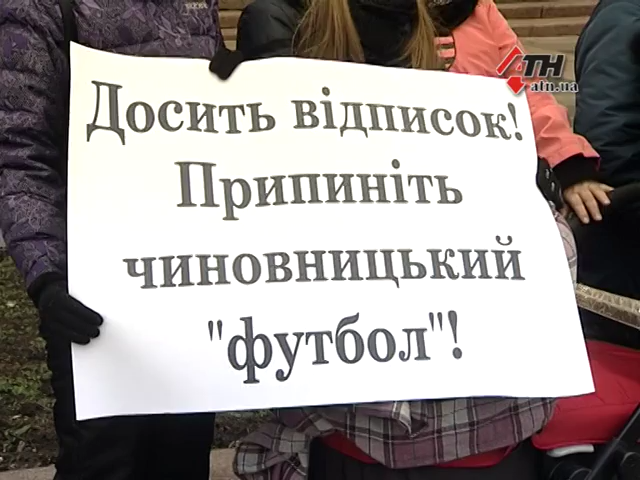 АТН
atn.ua
Досить відписок!
Припиніть
чиновницький
"футбол"!